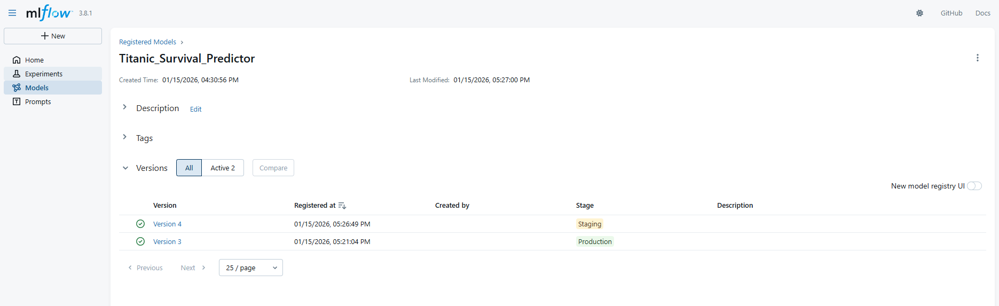 mlflow 3.8.1 GitHub Docs
New
Home
Experiments
Models
Prompts
Registered Models
Titanic_Survival_Predictor
Created Time: 01/15/2026, 04:30:56 PM Last Modified: 01/15/2026, 05:27:00 PM
Description Edit
Tags
Versions All Active 2 Compare
New model registry UI
Version Registered at Created by Stage Description
Version 4 01/15/2026, 05:26:49 PM Staging
Version 3 01/15/2026, 05:21:04 PM Production
Previous Next 25 / page